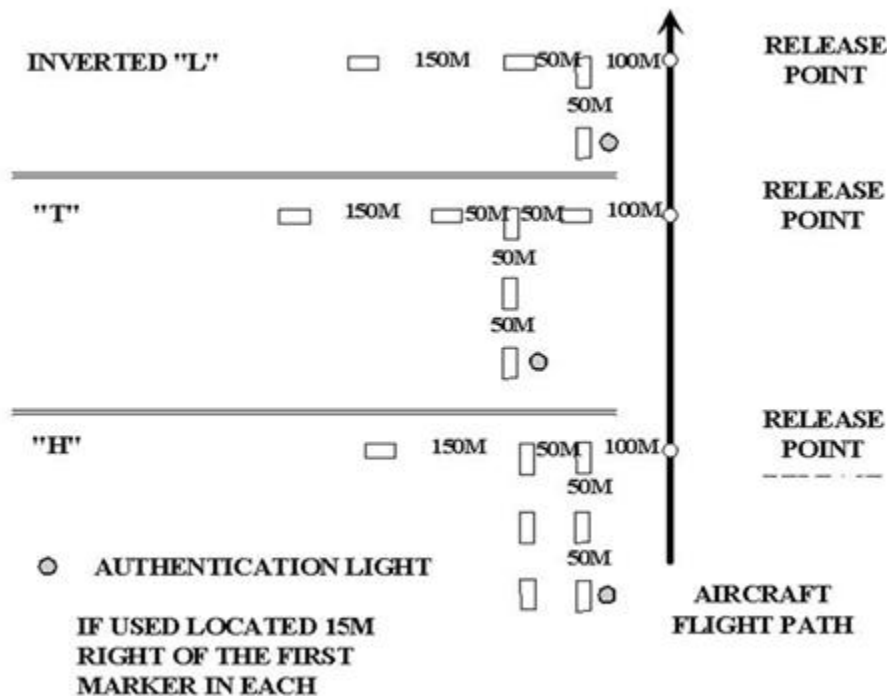 INVERTED "L" 150M 50M 100M RELEASE
POINT
50M
"T" 150M 50M 50M 100M RELEASE
POINT
50M
50M
"H" 150M 50M 100M RELEASE
POINT
50M
50M
AUTHENTICATION LIGHT
AIRCRAFT
FLIGHT PATH
IF USED LOCATED 15M
RIGHT OF THE FIRST
MARKER IN EACH